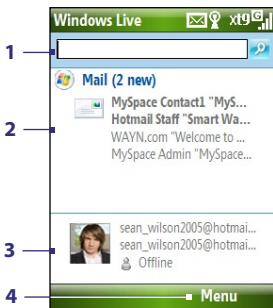 Windows Live xt9 G
1
Mail (2 new)
MySpace Contact1 "MyS...
2
Hotmail Staff "Smart Wa...
WAYN.com "Welcome to ...
MySpace Admin "MySpace...
sean_wilson2005@hotmai...
3
sean_wilson2005@hotmai...
Offline
4
Menu